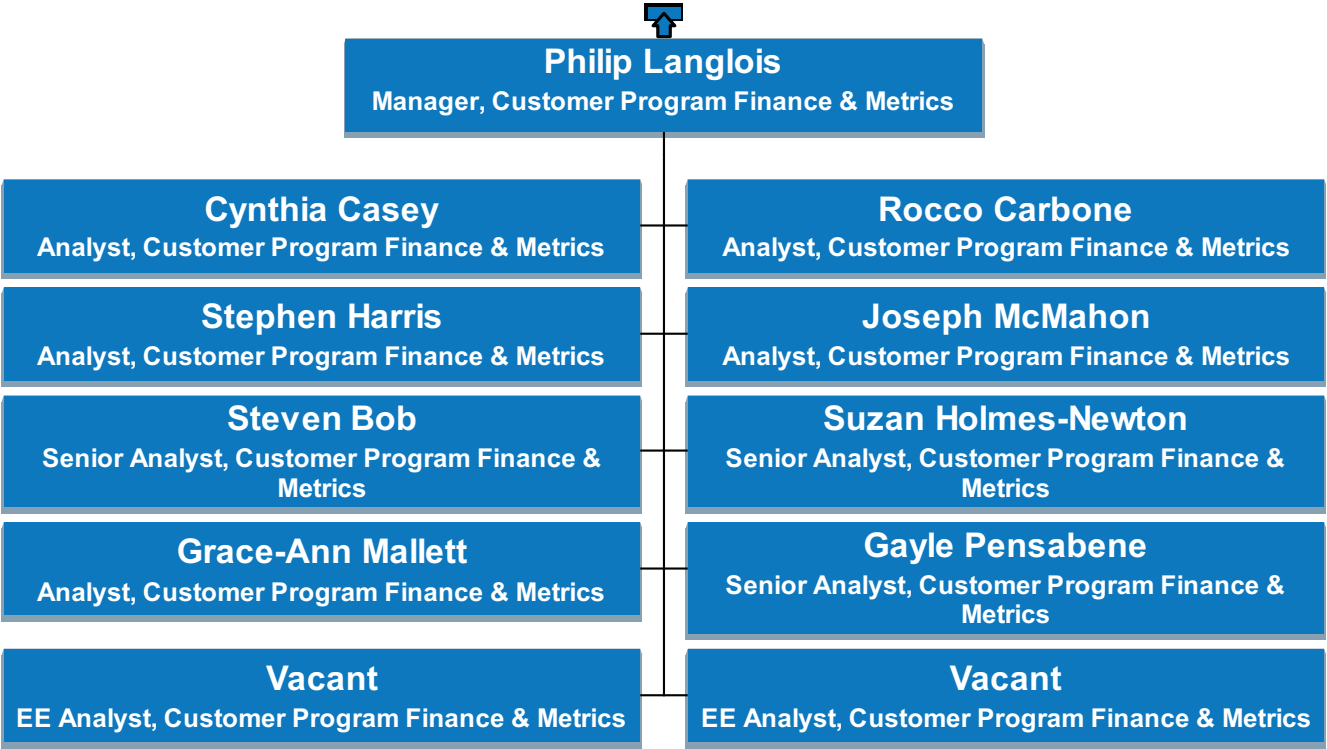 Philip Langlois
Manager, Customer Program Finance & Metrics
Cynthia Casey
Analyst, Customer Program Finance & Metrics
Rocco Carbone
Analyst, Customer Program Finance & Metrics
Stephen Harris
Analyst, Customer Program Finance & Metrics
Joseph McMahon
Analyst, Customer Program Finance & Metrics
Steven Bob
Senior Analyst, Customer Program Finance &
Metrics
Suzan Holmes-Newton
Senior Analyst, Customer Program Finance &
Metrics
Grace-Ann Mallett
Analyst, Customer Program Finance & Metrics
Gayle Pensabene
Senior Analyst, Customer Program Finance &
Metrics
Vacant
EE Analyst, Customer Program Finance & Metrics
Vacant
EE Analyst, Customer Program Finance & Metrics